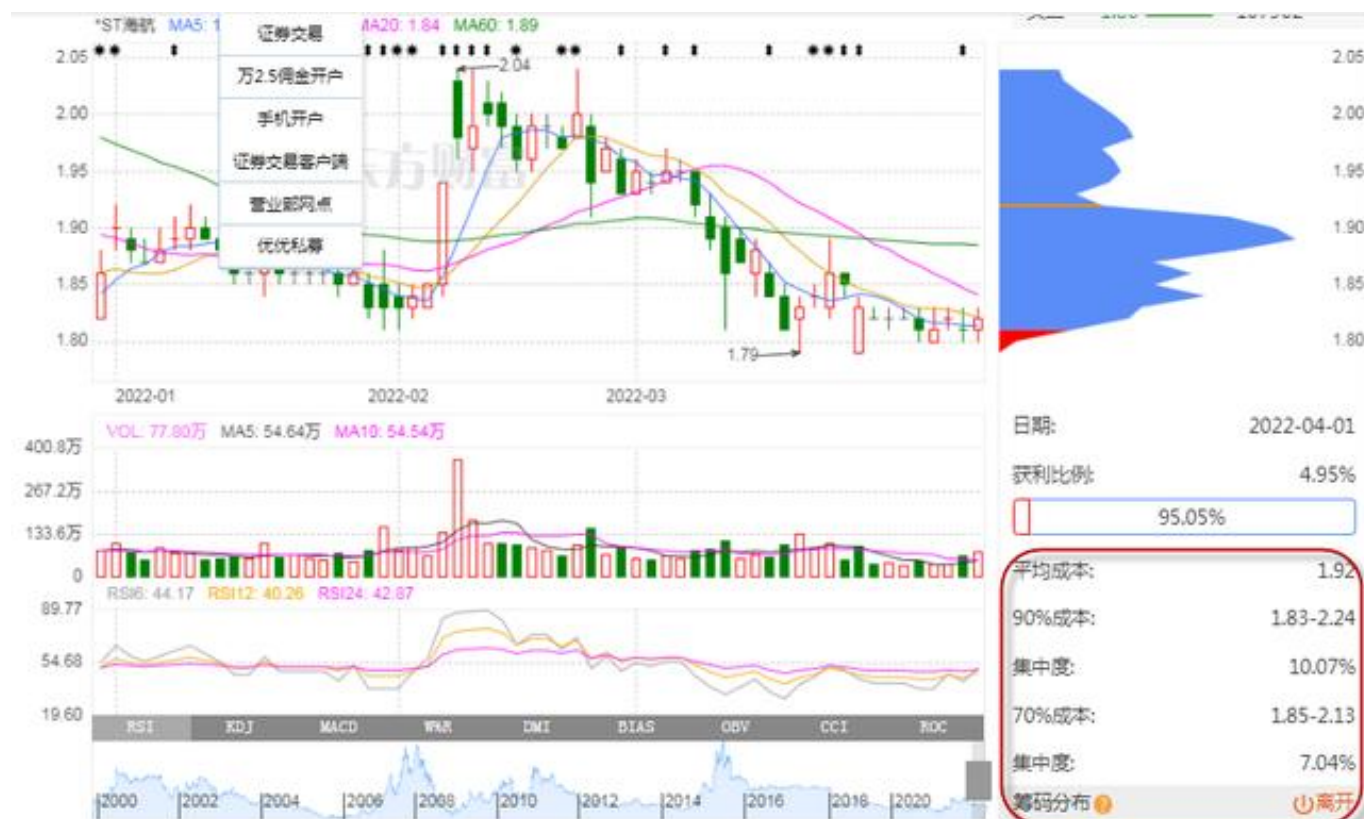 *ST海航 MA5: 1 MA20: 1.84 MA60: 1.89
证券交易
万2.5佣金开户
手机开户
证券交易客户端
营业部网点
优优私募
2.05
2.00
1.95
1.90
1.85
1.80
2.04
1.79
东方财富
2022-01 2022-02 2022-03
VOL: 77.80万 MA5: 54.64万 MA10: 54.54万
400.8万
267.2万
133.6万
0
RSI6: 44.17 RSI12: 40.26 RSI24: 42.87
89.77
54.68
19.60
RSI KDJ MACD W&R DMI BIAS OBV CCI ROC
2000 2002 2004 2006 2008 2010 2012 2014 2016 2018 2020
2.05
2.00
1.95
1.90
1.85
1.80
日期: 2022-04-01
获利比例: 4.95%
95.05%
平均成本: 1.92
90%成本: 1.83-2.24
集中度: 10.07%
70%成本: 1.85-2.13
集中度: 7.04%
筹码分布 ? 离开